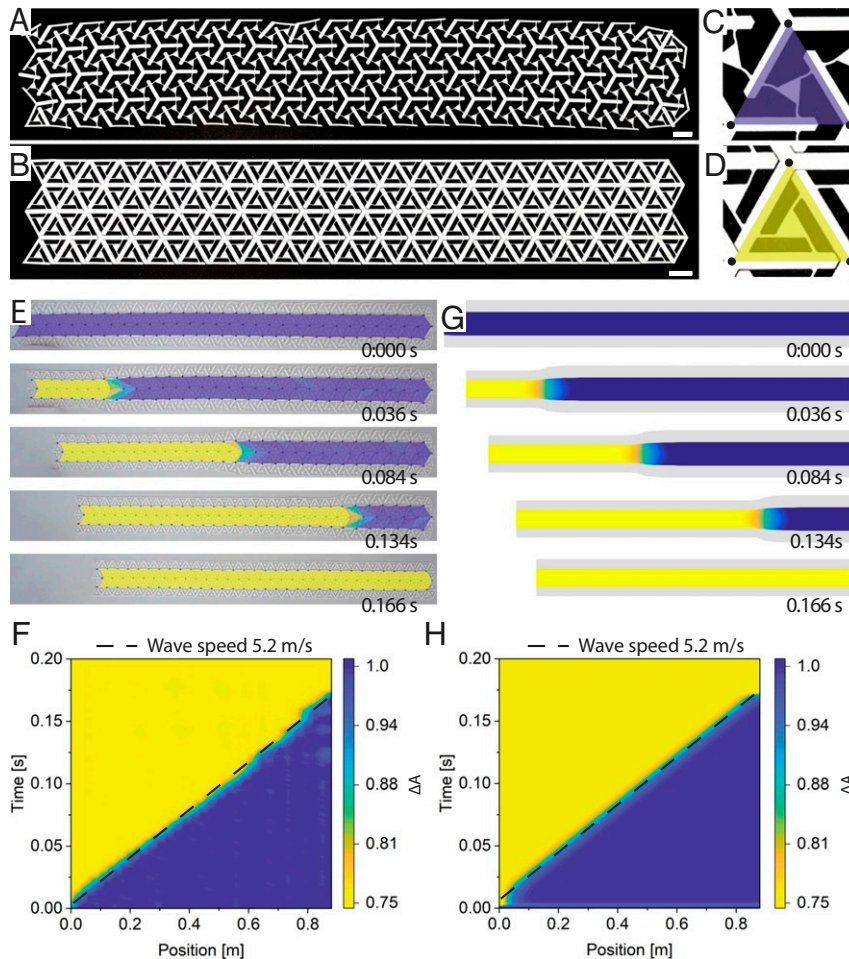 A
C
B
D
E
0:000 s
0.036 s
0.084 s
0.134s
0.166 s
G
0:000 s
0.036 s
0.084 s
0.134s
0.166 s
F
Wave speed 5.2 m/s
0.20
0.15
0.10
0.05
0.00
Time [s]
0.0
0.2
0.4
0.6
0.8
Position [m]
1.0
0.94
0.88
0.81
0.75
ΔA
H
Wave speed 5.2 m/s
0.20
0.15
0.10
0.05
0.00
Time [s]
0.0
0.2
0.4
0.6
0.8
Position [m]
1.0
0.94
0.88
0.81
0.75